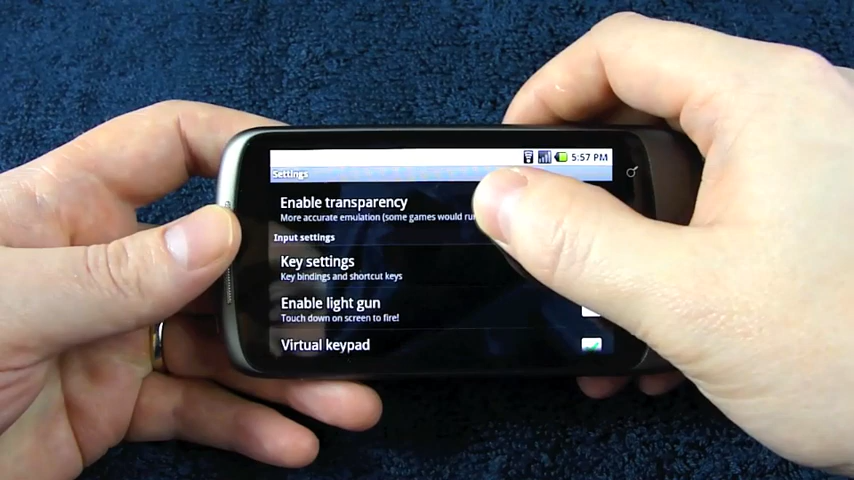 5:57 PM
Settings
Enable transparency
More accurate emulation (some games would
Input settings
Key settings
Key bindings and shortcut keys
Enable light gun
Touch down on screen to fire!
Virtual keypad